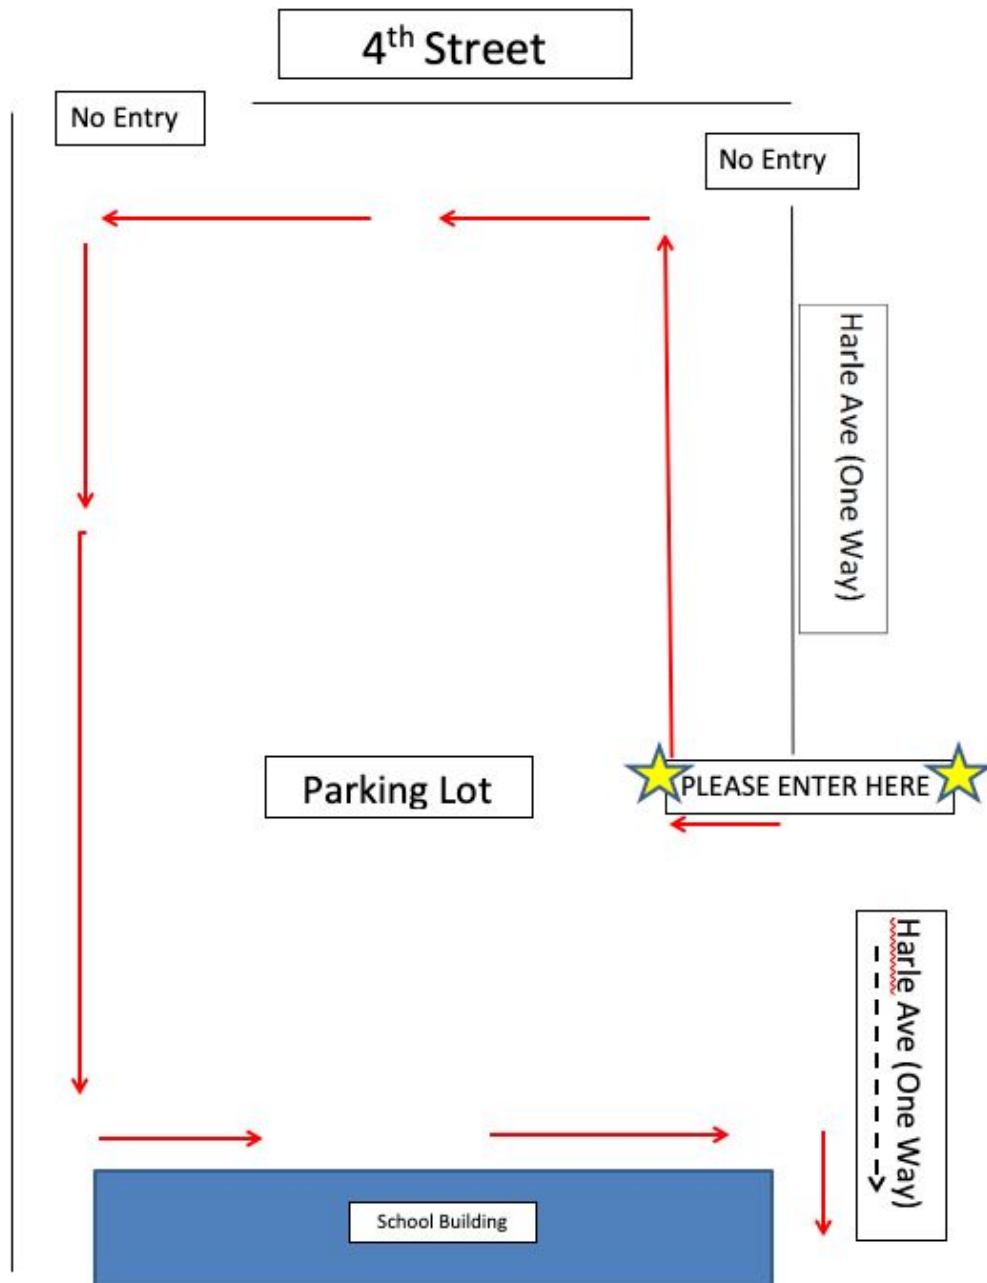 4th Street
No Entry
No Entry
Harle Ave (One Way)
Parking Lot
PLEASE ENTER HERE
Harle Ave (One Way)
School Building